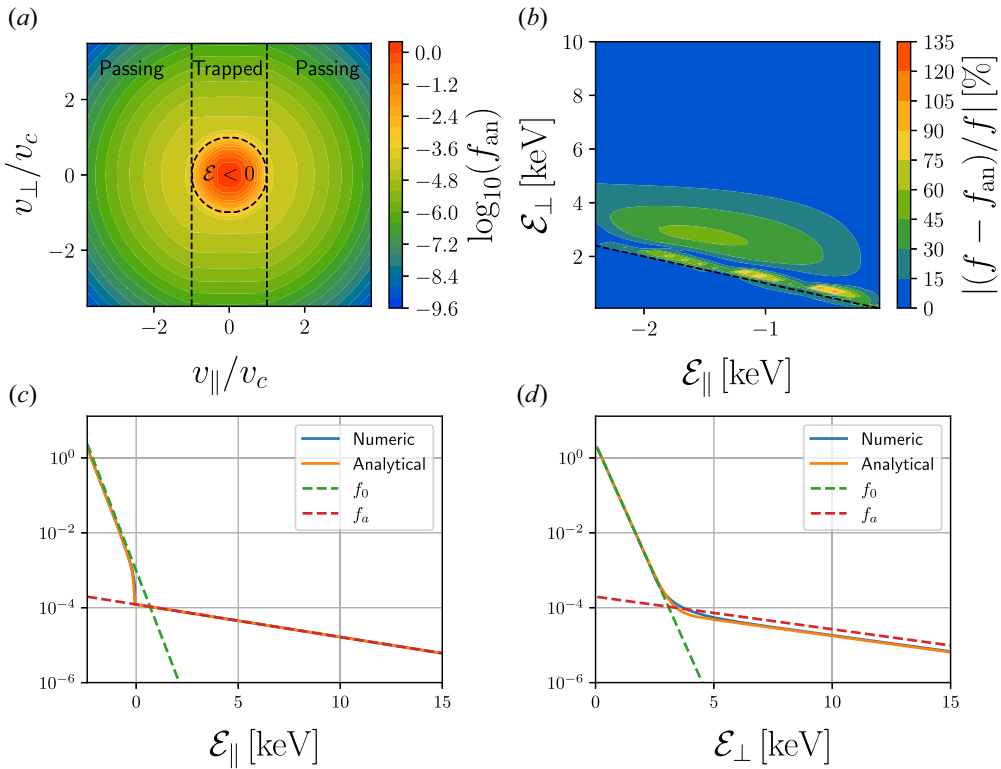 (a)
Passing Trapped Passing
ℰ < 0
2
0
−2
v⊥/vc
−2 0 2
v∥/vc
0.0
−1.2
−2.4
−3.6
−4.8
−6.0
−7.2
−8.4
−9.6
log10(fan)
(b)
10
8
6
4
2
ℰ⊥ [keV]
−2 −1
ℰ∥ [keV]
135
120
105
90
75
60
45
30
15
0
|(f − fan)/f| [%]
(c)
10^0
10^−2
10^−4
10^−6
0 5 10 15
ℰ∥ [keV]
Numeric
Analytical
f0
fa
(d)
10^0
10^−2
10^−4
10^−6
0 5 10 15
ℰ⊥ [keV]
Numeric
Analytical
f0
fa